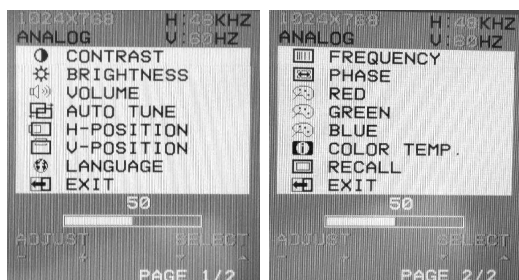 1024X768 H:48KHZ
ANALOG V:60HZ
CONTRAST
BRIGHTNESS
VOLUME
AUTO TUNE
H-POSITION
V-POSITION
LANGUAGE
EXIT
50
ADJUST SELECT
- + ^
PAGE 1/2
1024X768 H:48KHZ
ANALOG V:60HZ
FREQUENCY
PHASE
RED
GREEN
BLUE
COLOR TEMP.
RECALL
EXIT
50
ADJUST SELECT
- + ^
PAGE 2/2